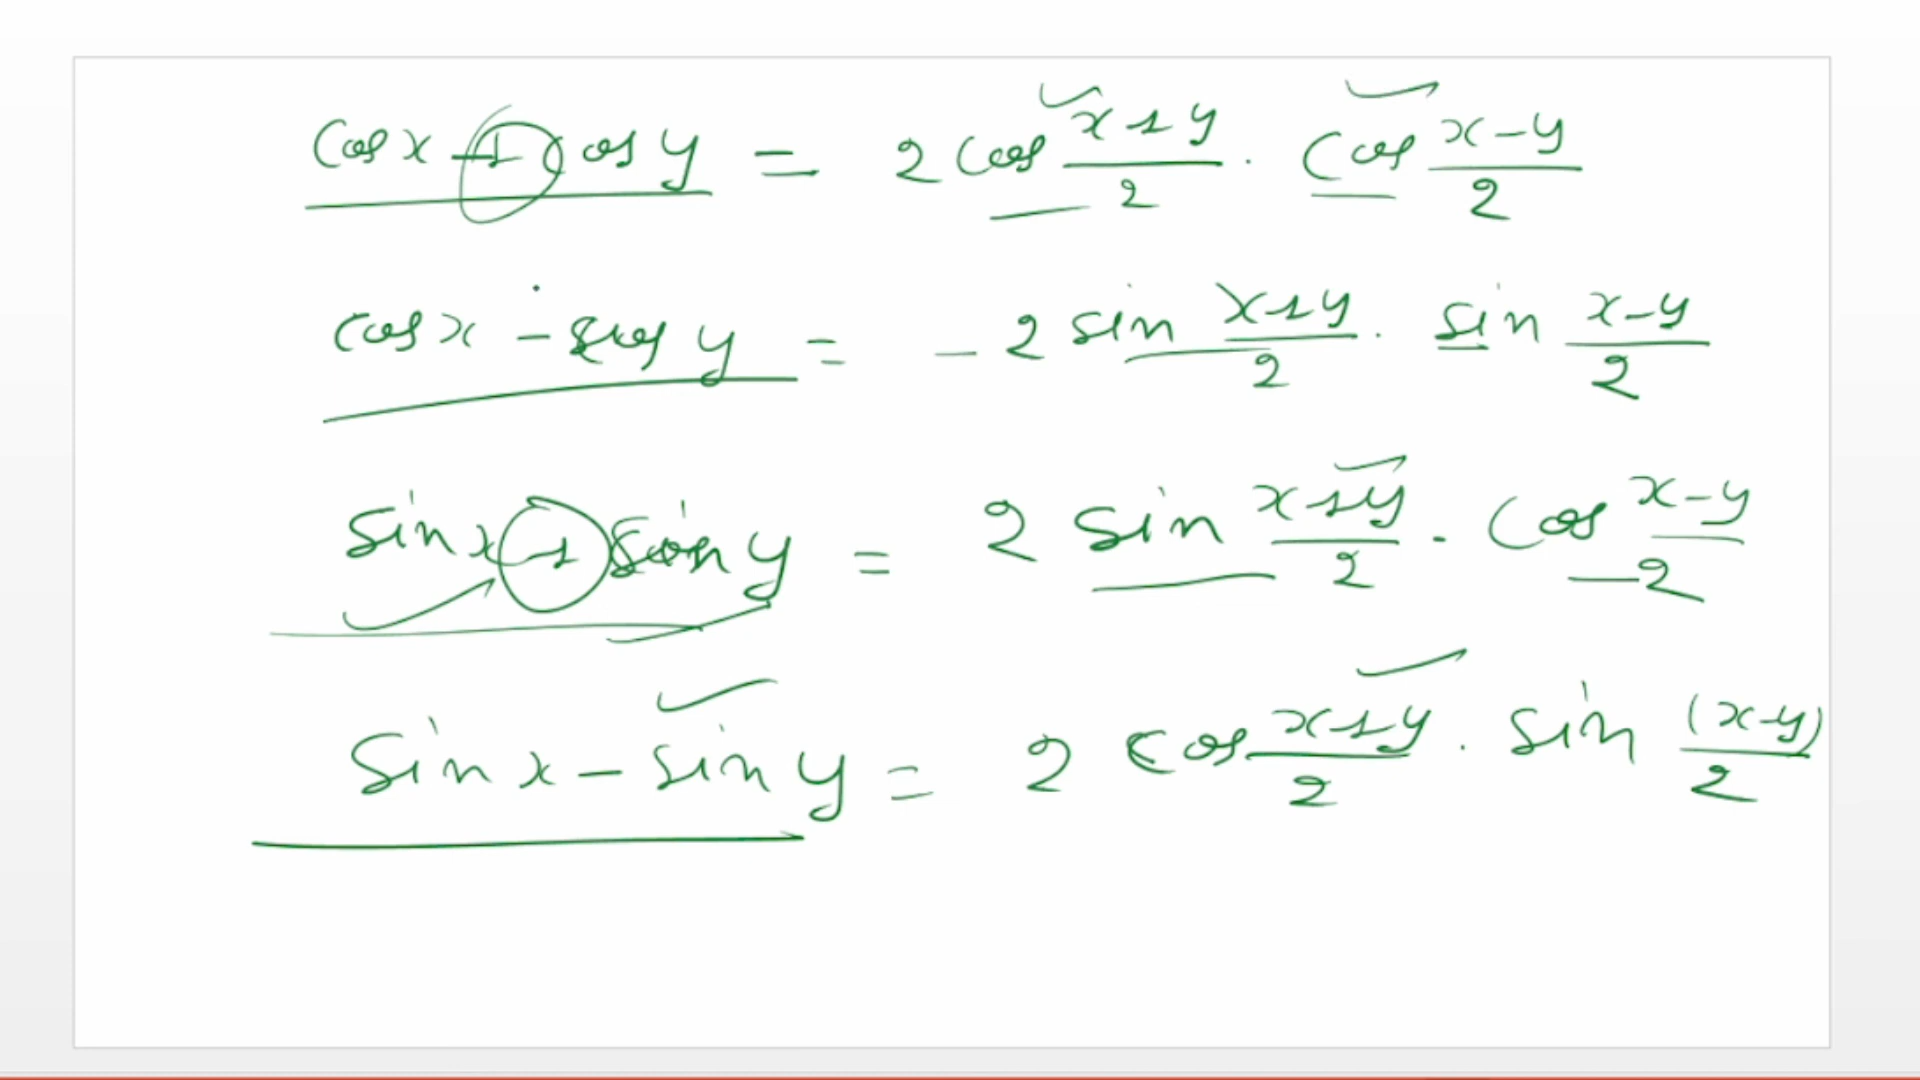 cos x + cos y = 2 cos x+y/2 . cos x-y/2
cos x - cos y = -2 sin x+y/2 . sin x-y/2
sin x + sin y = 2 sin x+y/2 . cos x-y/2
sin x - sin y = 2 cos x+y/2 . sin (x-y)/2